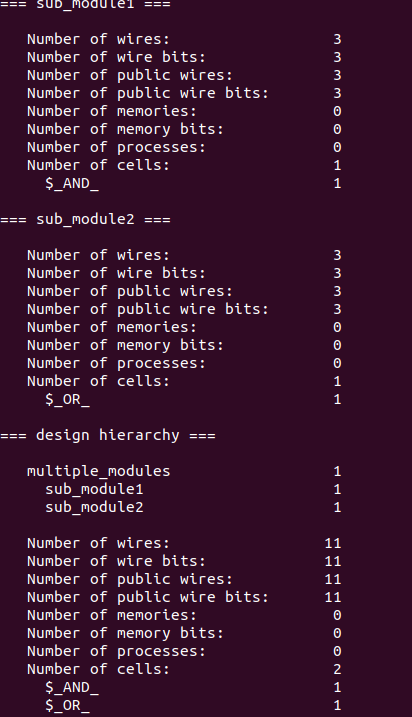 === sub_module1 ===
Number of wires: 3
Number of wire bits: 3
Number of public wires: 3
Number of public wire bits: 3
Number of memories: 0
Number of memory bits: 0
Number of processes: 0
Number of cells: 1
$_AND_ 1
=== sub_module2 ===
Number of wires: 3
Number of wire bits: 3
Number of public wires: 3
Number of public wire bits: 3
Number of memories: 0
Number of memory bits: 0
Number of processes: 0
Number of cells: 1
$_OR_ 1
=== design hierarchy ===
multiple_modules 1
sub_module1 1
sub_module2 1
Number of wires: 11
Number of wire bits: 11
Number of public wires: 11
Number of public wire bits: 11
Number of memories: 0
Number of memory bits: 0
Number of processes: 0
Number of cells: 2
$_AND_ 1
$_OR_ 1